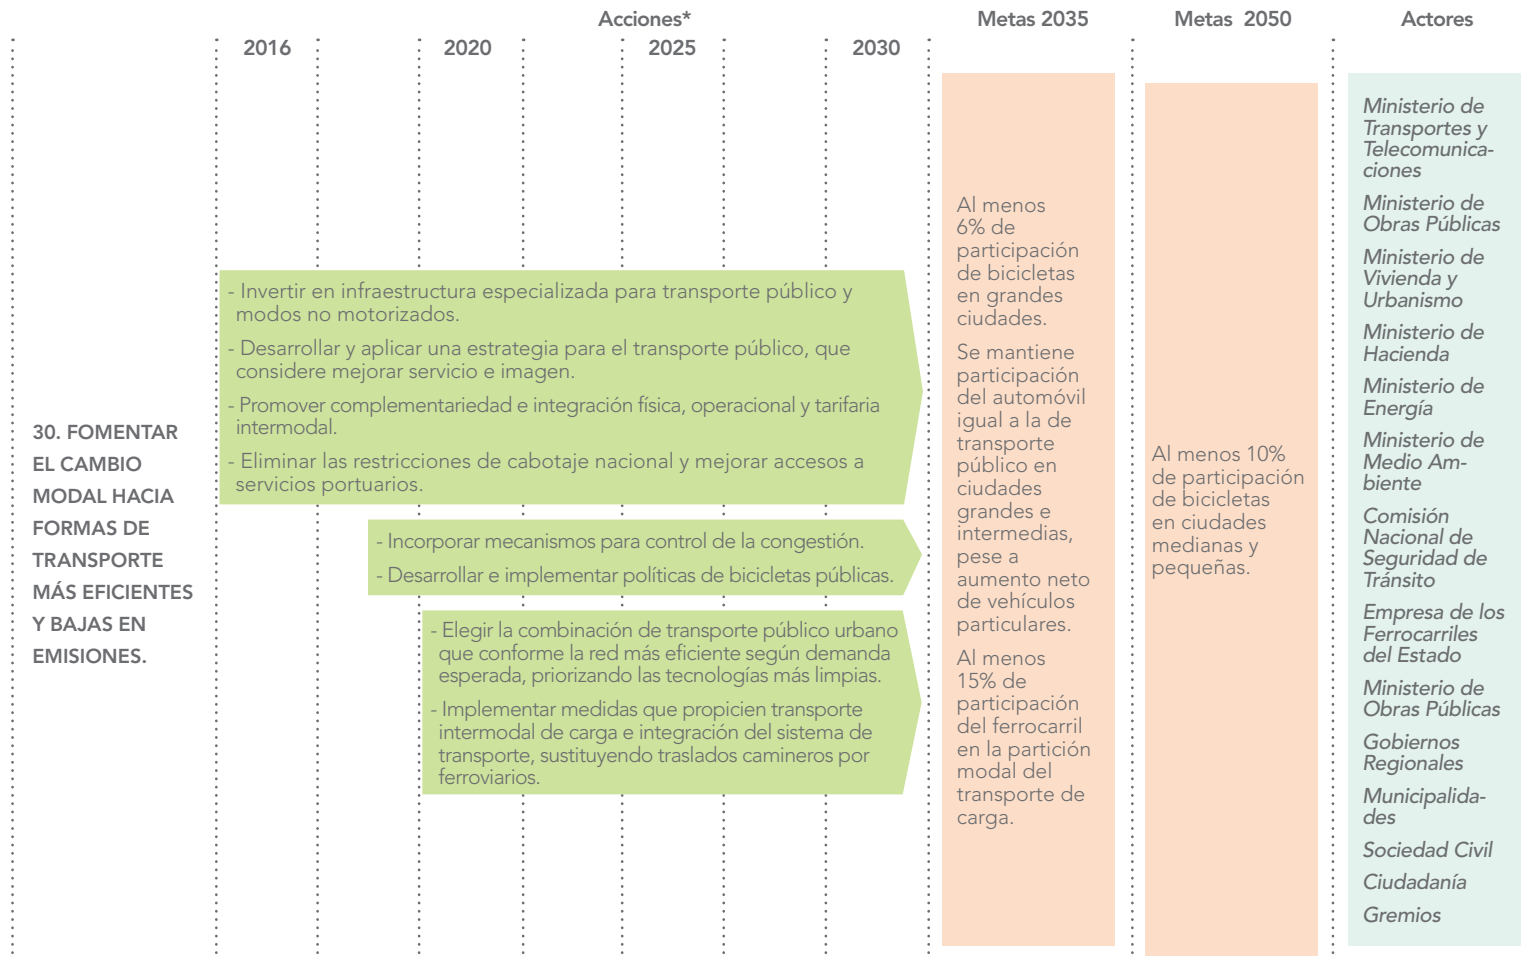 Acciones*
Metas 2035
Metas 2050
Actores
2016
2020
2025
2030
30. FOMENTAR
EL CAMBIO
MODAL HACIA
FORMAS DE
TRANSPORTE
MÁS EFICIENTES
Y BAJAS EN
EMISIONES.
- Invertir en infraestructura especializada para transporte público y
modos no motorizados.
- Desarrollar y aplicar una estrategia para el transporte público, que
considere mejorar servicio e imagen.
- Promover complementariedad e integración física, operacional y tarifaria
intermodal.
- Eliminar las restricciones de cabotaje nacional y mejorar accesos a
servicios portuarios.
- Incorporar mecanismos para control de la congestión.
- Desarrollar e implementar políticas de bicicletas públicas.
- Elegir la combinación de transporte público urbano
que conforme la red más eficiente según demanda
esperada, priorizando las tecnologías más limpias.
- Implementar medidas que propicien transporte
intermodal de carga e integración del sistema de
transporte, sustituyendo traslados camineros por
ferroviarios.
Al menos
6% de
participación
de bicicletas
en grandes
ciudades.
Se mantiene
participación
del automóvil
igual a la de
transporte
público en
ciudades
grandes e
intermedias,
pese a
aumento neto
de vehículos
particulares.
Al menos
15% de
participación
del ferrocarril
en la partición
modal del
transporte de
carga.
Al menos 10%
de participación
de bicicletas
en ciudades
medianas y
pequeñas.
Ministerio de
Transportes y
Telecomunica-
ciones
Ministerio de
Obras Públicas
Ministerio de
Vivienda y
Urbanismo
Ministerio de
Hacienda
Ministerio de
Energía
Ministerio de
Medio Am-
biente
Comisión
Nacional de
Seguridad de
Tránsito
Empresa de los
Ferrocarriles
del Estado
Ministerio de
Obras Públicas
Gobiernos
Regionales
Municipalida-
des
Sociedad Civil
Ciudadanía
Gremios